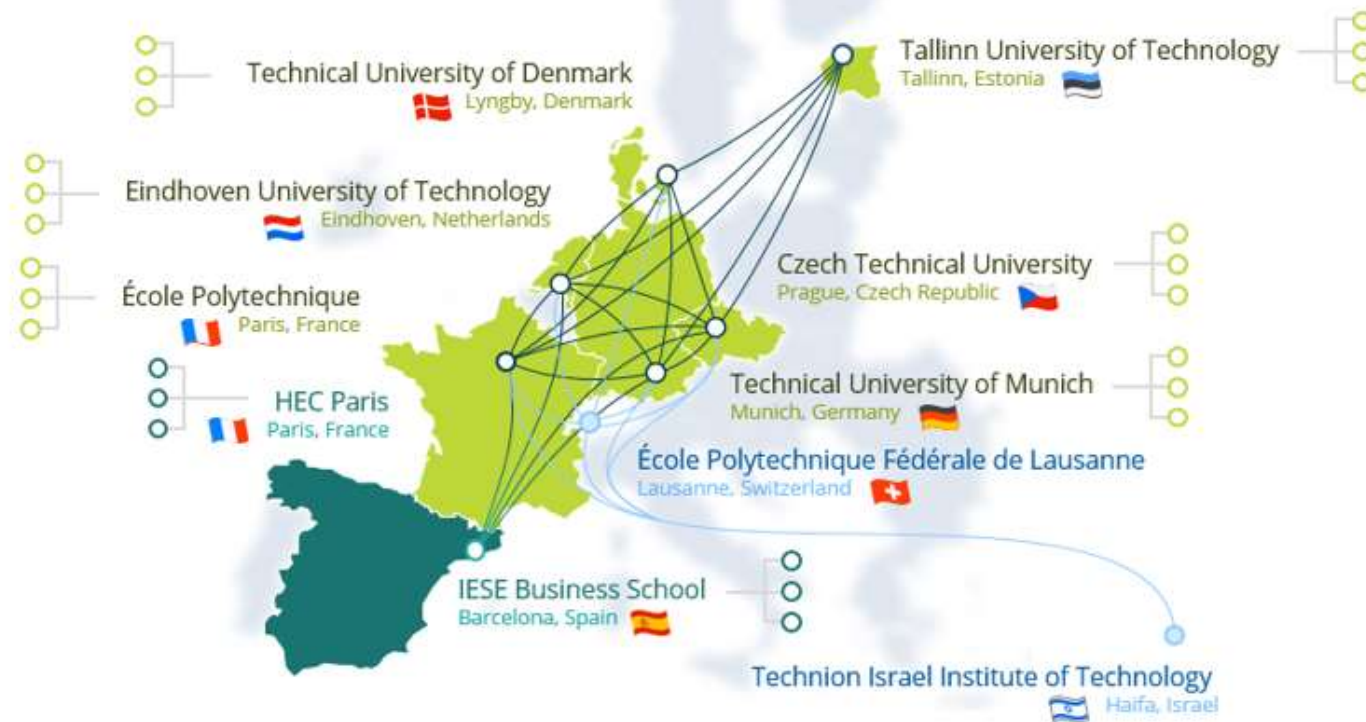 Technical University of Denmark
Lyngby, Denmark
Tallinn University of Technology
Tallinn, Estonia
Eindhoven University of Technology
Eindhoven, Netherlands
École Polytechnique
Paris, France
HEC Paris
Paris, France
Czech Technical University
Prague, Czech Republic
Technical University of Munich
Munich, Germany
École Polytechnique Fédérale de Lausanne
Lausanne, Switzerland
IESE Business School
Barcelona, Spain
Technion Israel Institute of Technology
Haifa, Israel